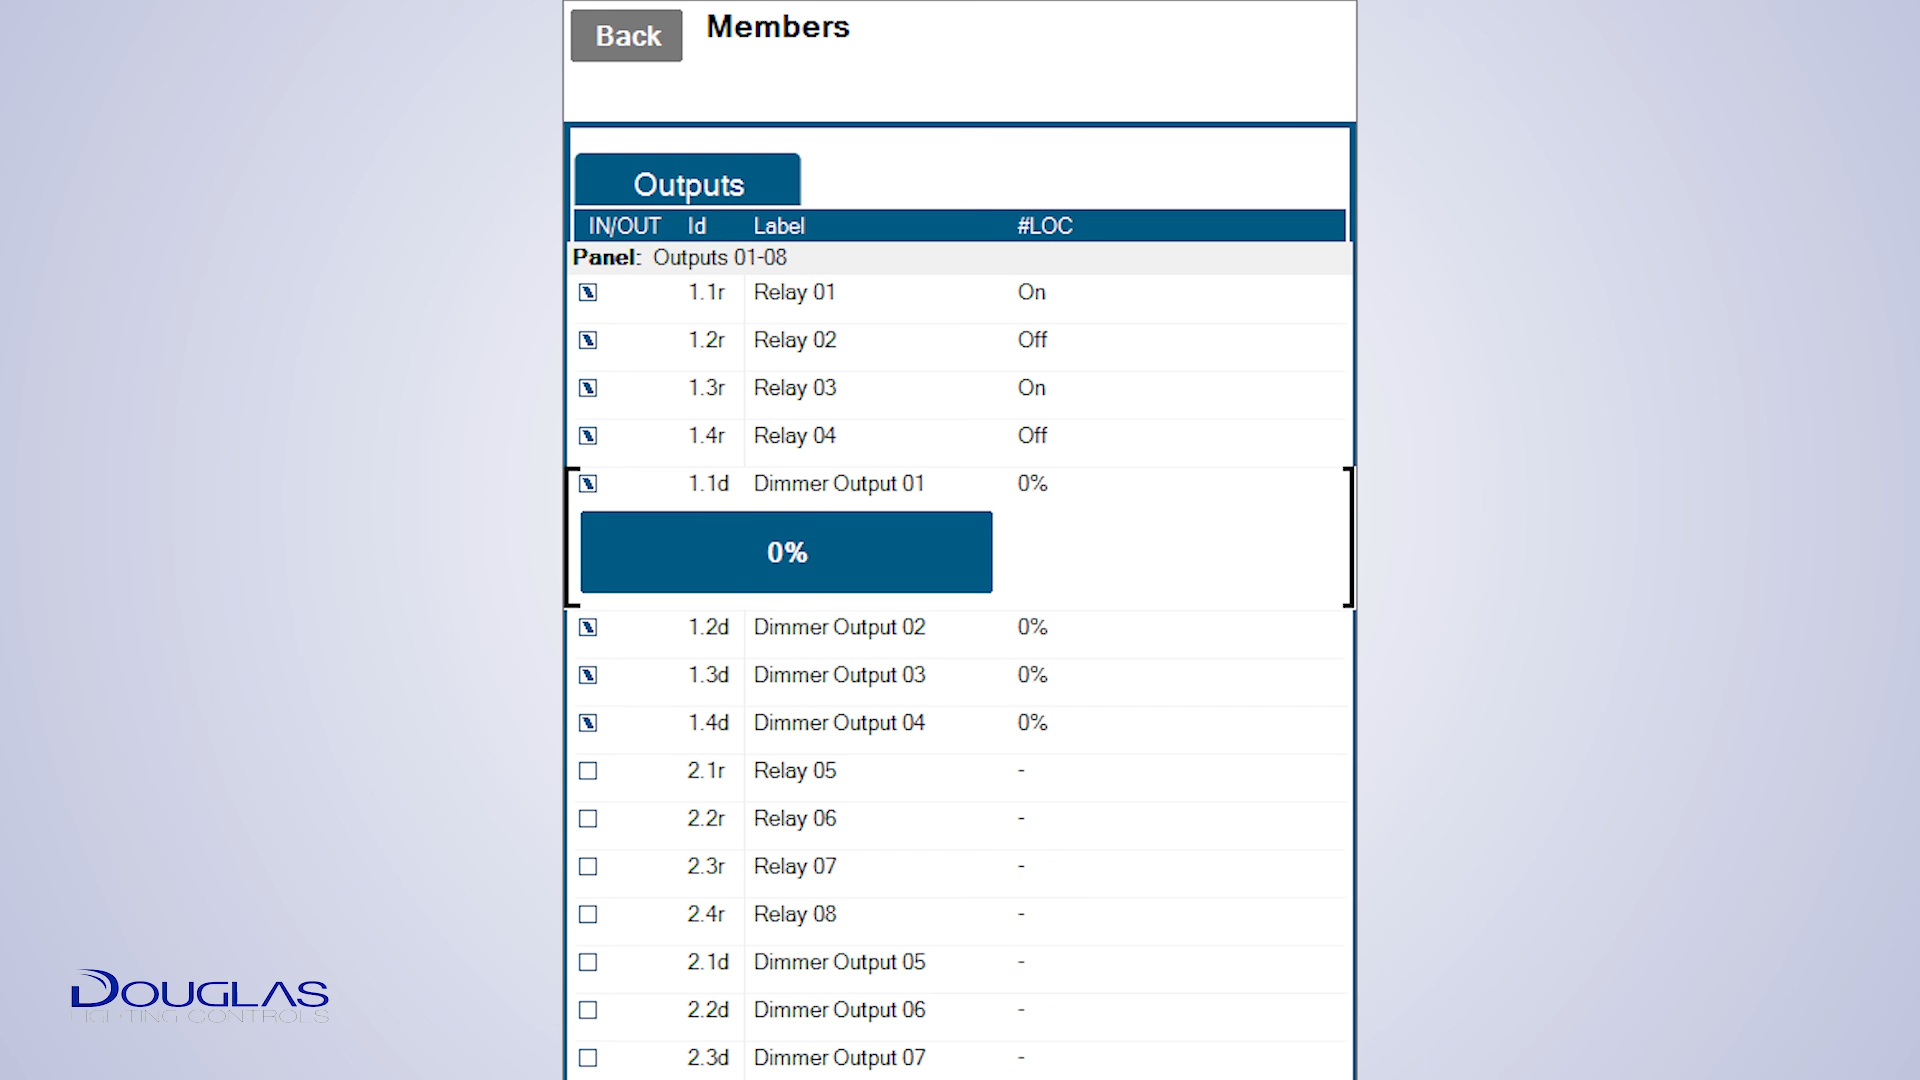 Back
Members
Outputs
IN/OUT Id Label #LOC
Panel: Outputs 01-08
1.1r Relay 01 On
1.2r Relay 02 Off
1.3r Relay 03 On
1.4r Relay 04 Off
1.1d Dimmer Output 01 0%
0%
1.2d Dimmer Output 02 0%
1.3d Dimmer Output 03 0%
1.4d Dimmer Output 04 0%
2.1r Relay 05 -
2.2r Relay 06 -
2.3r Relay 07 -
2.4r Relay 08 -
2.1d Dimmer Output 05 -
2.2d Dimmer Output 06 -
2.3d Dimmer Output 07 -
DOUGLAS
LIGHTING CONTROLS